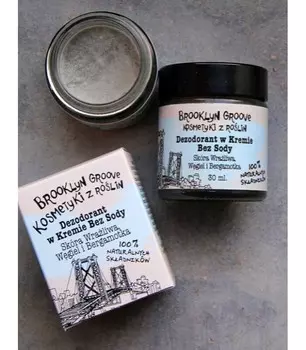 BROOKLYN GROOVE
KOSMETYKI Z ROŚLIN
Dezodorant w Kremie
Bez Sody
Skóra Wrażliwa,
Węgiel i Bergamotka
30 ml.
100%
NATURALNYCH
SKŁADNIKÓW
BROOKLYN GROOVE
KOSMETYKI Z ROŚLIN
Dezodorant
w Kremie Bez Sody
Skóra Wrażliwa,
Węgiel i Bergamotka
100%
NATURALNYCH
SKŁADNIKÓW